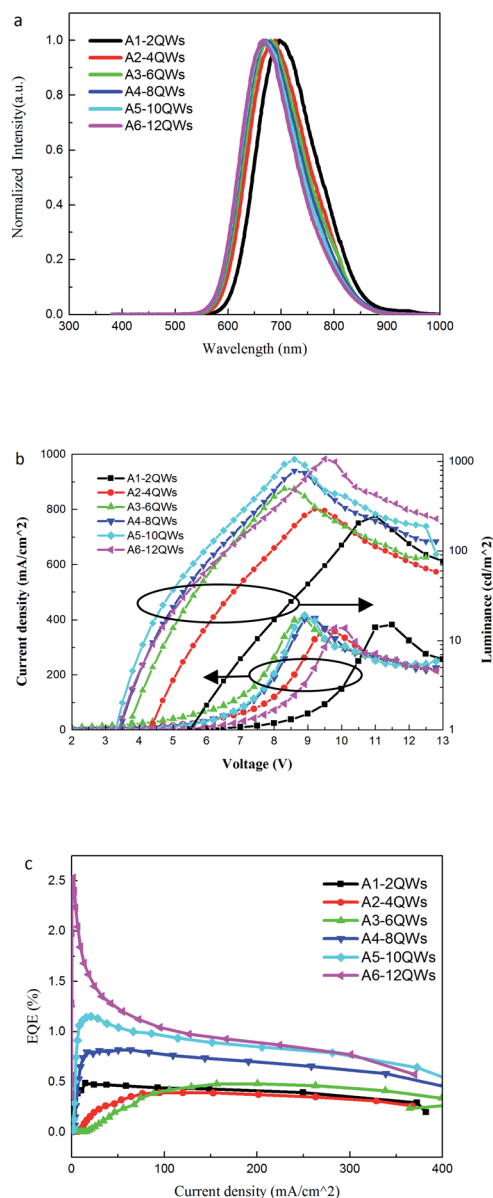 a
A1-2QWs
A2-4QWs
A3-6QWs
A4-8QWs
A5-10QWs
A6-12QWs
Normalized Intensity(a.u.)
1.0
0.8
0.6
0.4
0.2
0.0
300 400 500 600 700 800 900 1000
Wavelength (nm)
b
A1-2QWs
A2-4QWs
A3-6QWs
A4-8QWs
A5-10QWs
A6-12QWs
Current density (mA/cm^2)
1000
800
600
400
200
0
Luminance (cd/m^2)
1000
100
10
1
2 3 4 5 6 7 8 9 10 11 12 13
Voltage (V)
c
A1-2QWs
A2-4QWs
A3-6QWs
A4-8QWs
A5-10QWs
A6-12QWs
EQE (%)
2.5
2.0
1.5
1.0
0.5
0.0
0 100 200 300 400
Current density (mA/cm^2)